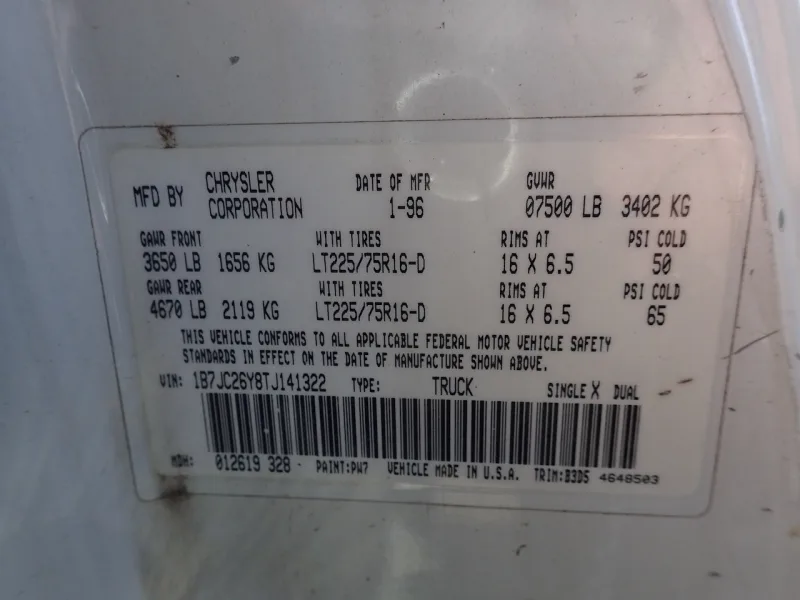 MFD BY CHRYSLER CORPORATION DATE OF MFR 1-96 GVWR 07500 LB 3402 KG
GAWR FRONT WITH TIRES RIMS AT PSI COLD
3650 LB 1656 KG LT225/75R16-D 16 X 6.5 50
GAWR REAR WITH TIRES RIMS AT PSI COLD
4670 LB 2119 KG LT225/75R16-D 16 X 6.5 65
THIS VEHICLE CONFORMS TO ALL APPLICABLE FEDERAL MOTOR VEHICLE SAFETY
STANDARDS IN EFFECT ON THE DATE OF MANUFACTURE SHOWN ABOVE.
VIN: 1B7JC26Y8TJ141322 TYPE: TRUCK SINGLE X DUAL
MDH: 012619 328 PAINT:PW7 VEHICLE MADE IN U.S.A. TRIM:B3D5 4648503